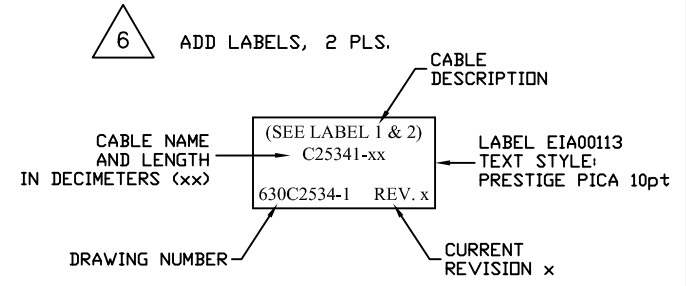 6 ADD LABELS, 2 PLS.
CABLE
DESCRIPTION
(SEE LABEL 1 & 2)
C25341-xx
630C2534-1 REV. x
CABLE NAME
AND LENGTH
IN DECIMETERS (xx)
LABEL EIA00113
TEXT STYLE:
PRESTIGE PICA 10pt
DRAWING NUMBER
CURRENT
REVISION x